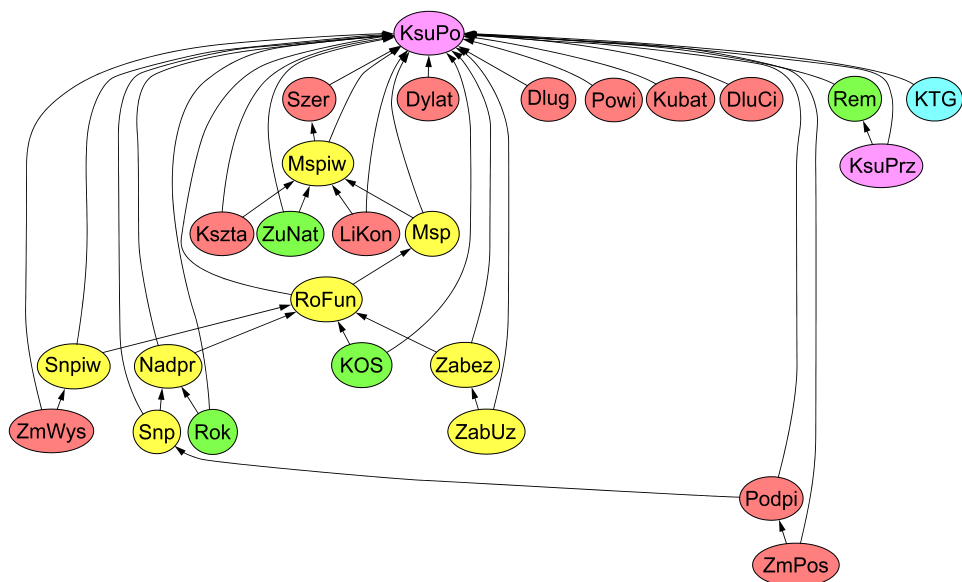 KsuPo
Szer Dylat Dlug Powi Kubat DluCi Rem KTG
Mspiw KsuPrz
Kszta ZuNat LiKon Msp
RoFun
Snpiw Nadpr KOS Zabez
ZmWys Snp Rok ZabUz
Podpi
ZmPos